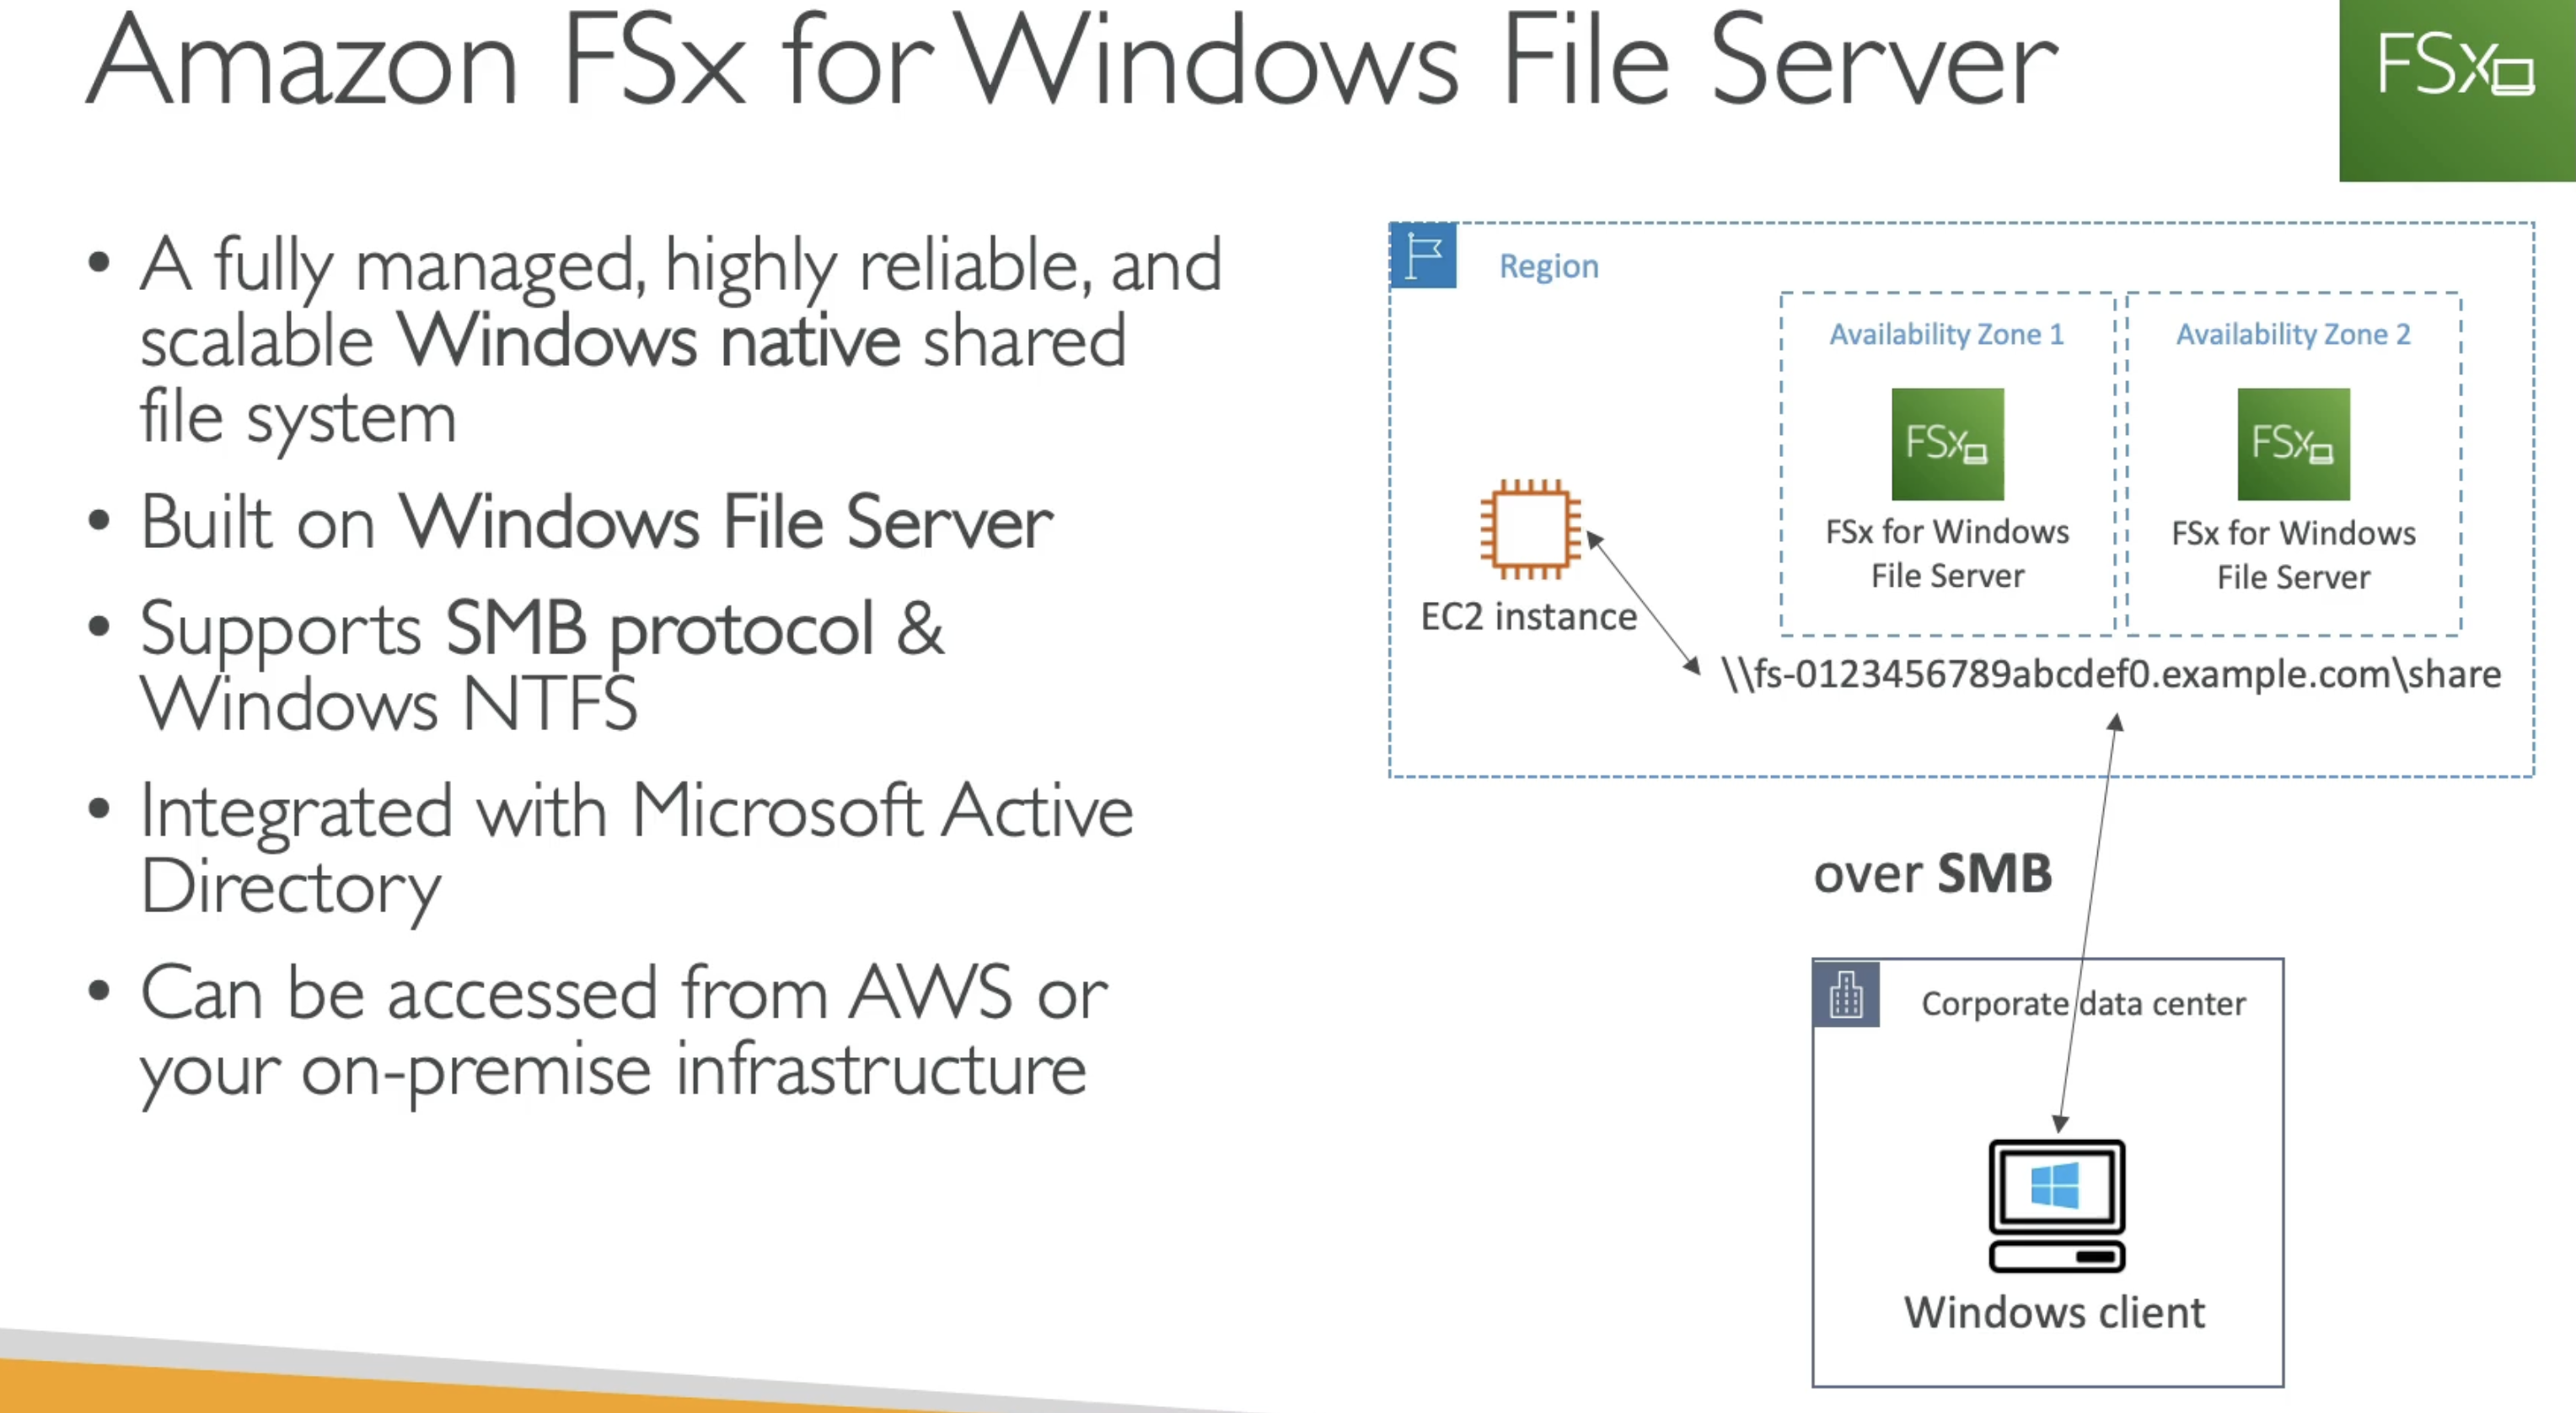 Amazon FSx for Windows File Server
FSx
• A fully managed, highly reliable, and
scalable Windows native shared
file system
• Built on Windows File Server
• Supports SMB protocol &
Windows NTFS
• Integrated with Microsoft Active
Directory
• Can be accessed from AWS or
your on-premise infrastructure
Region
Availability Zone 1
FSx
FSx for Windows
File Server
Availability Zone 2
FSx
FSx for Windows
File Server
EC2 instance
\\fs-0123456789abcdef0.example.com\share
over SMB
Corporate data center
Windows client